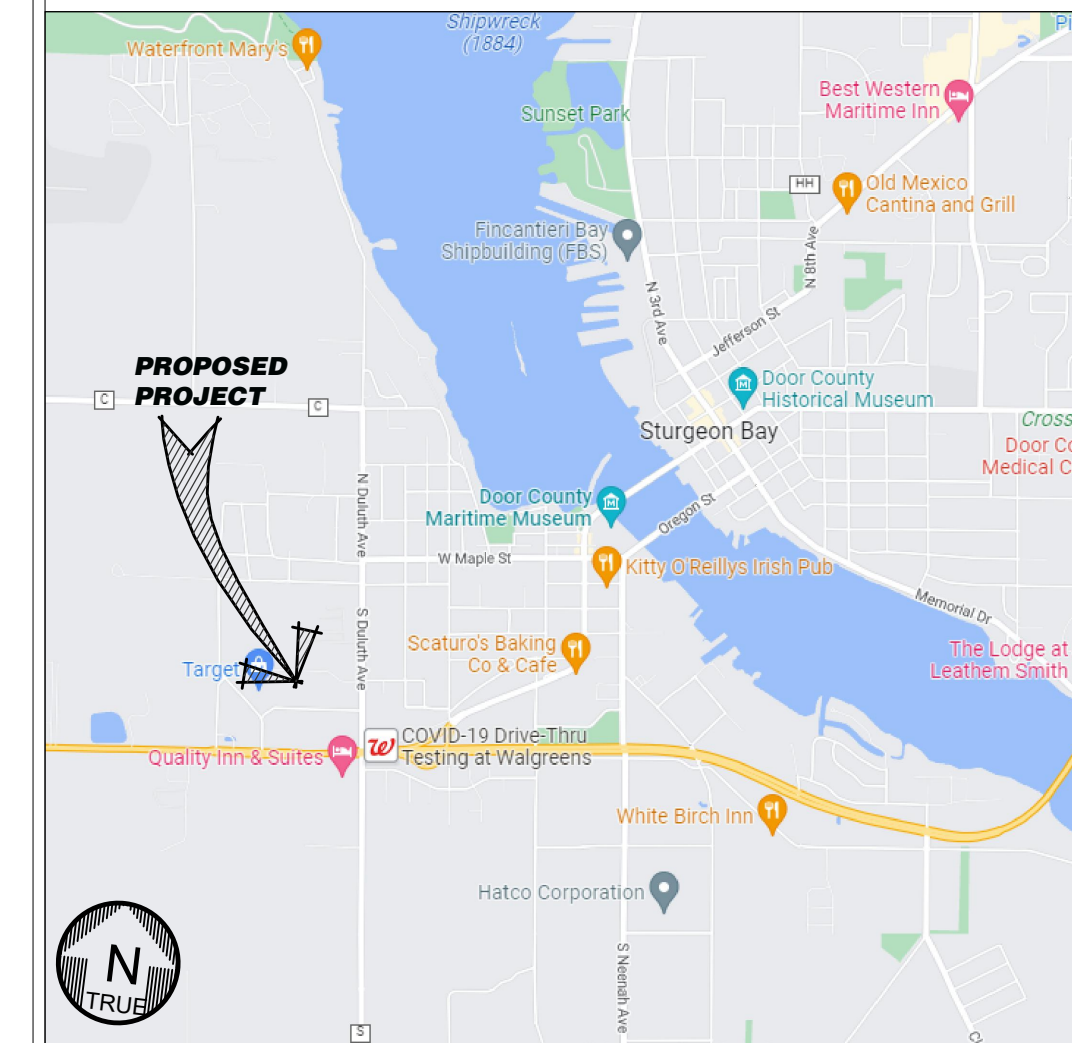 Shipwreck
(1884)
Pi
Waterfront Mary's
Best Western
Maritime Inn
Sunset Park
HH
Old Mexico
Cantina and Grill
Fincantieri Bay
Shipbuilding (FBS)
N 8th Ave
N 3rd Ave
Jefferson St
PROPOSED
PROJECT
C
C
Door County
Historical Museum
Cross
Sturgeon Bay
Door Co
Medical C
N Duluth Ave
Door County
Maritime Museum
Oregon St
W Maple St
Kitty O'Reillys Irish Pub
Memorial Dr
S Duluth Ave
Scaturo's Baking
Co & Cafe
The Lodge at
Leathem Smith
Target
COVID-19 Drive-Thru
Testing at Walgreens
Quality Inn & Suites
White Birch Inn
Hatco Corporation
N
TRUE
S Neenah Ave
S